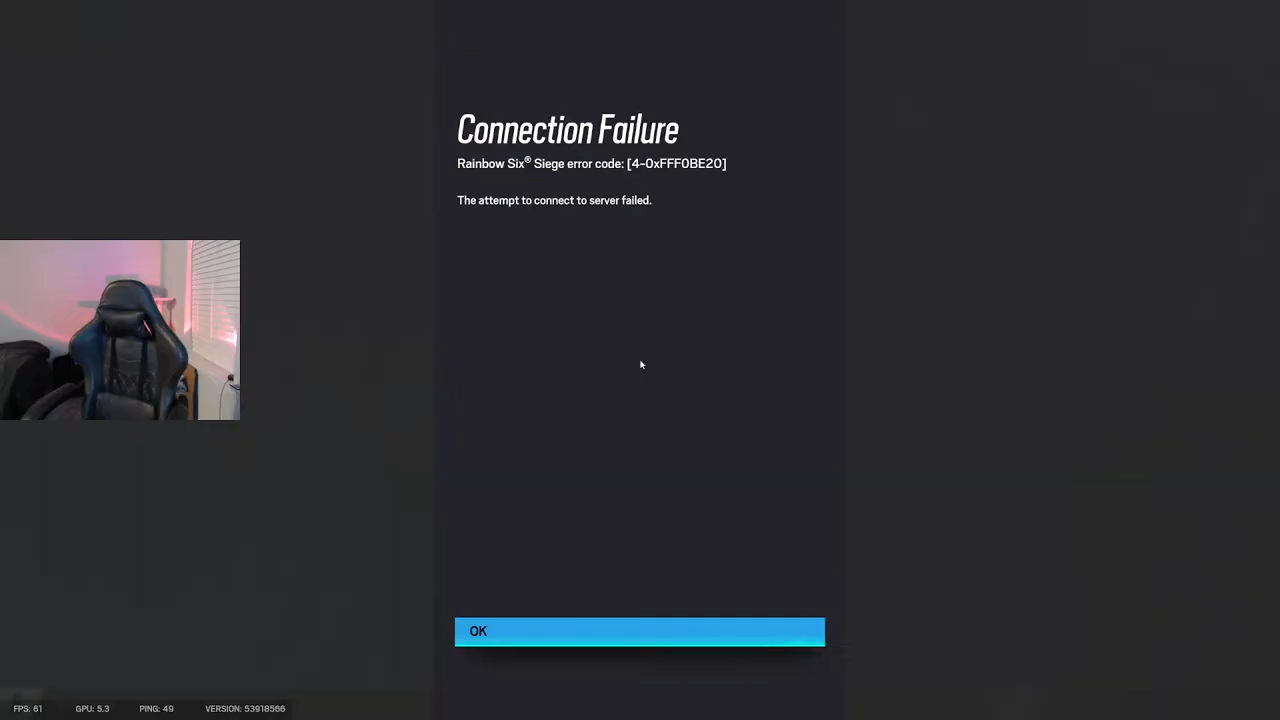 Connection Failure
Rainbow Six® Siege error code: [4-0xFFF0BE20]
The attempt to connect to server failed.
OK
FPS: 61 GPU: 5.3 PING: 49 VERSION: 53918566